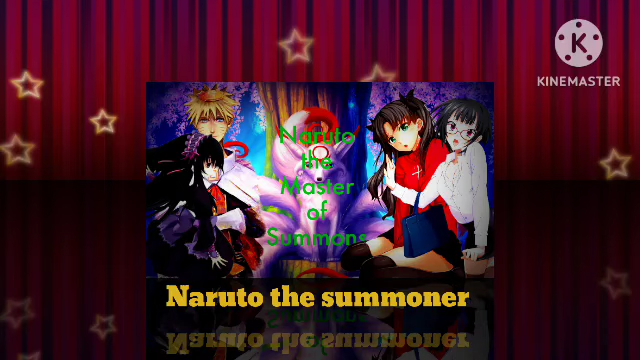 K
KINEMASTER
Naruto
the
Master
of
Summons
Naruto the summoner